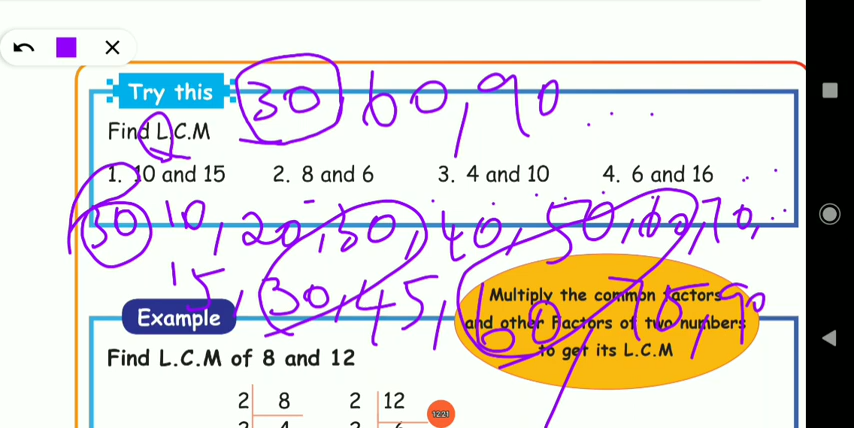 Try this 30, 60, 90...
Find L.C.M
1. 10 and 15 2. 8 and 6 3. 4 and 10 4. 6 and 16
30 10, 20, 30, 40, 50, 60, 70, ...
15, 30, 45, 60 75, 90
Multiply the common factors
Example and other Factors of two numbers
Find L.C.M of 8 and 12 to get its L.C.M
2 8 2 12
12:21